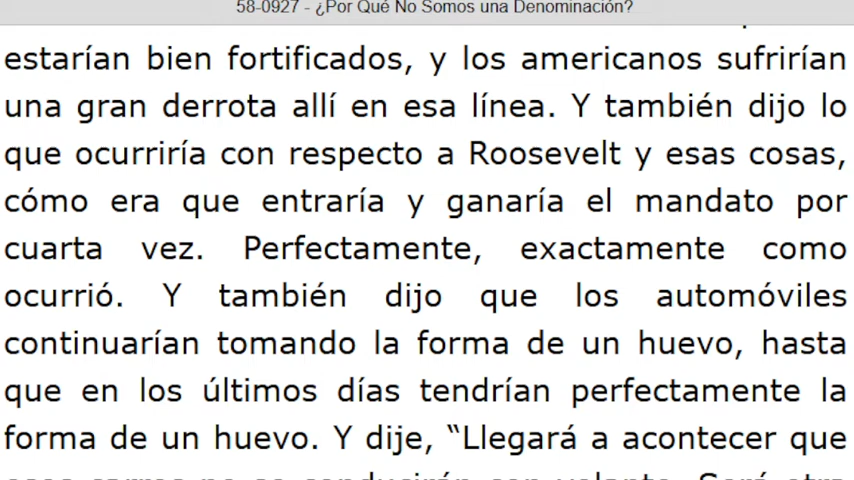 58-0927 - ¿Por Qué No Somos una Denominación?
estarían bien fortificados, y los americanos sufrirían
una gran derrota allí en esa línea. Y también dijo lo
que ocurriría con respecto a Roosevelt y esas cosas,
cómo era que entraría y ganaría el mandato por
cuarta vez. Perfectamente, exactamente como
ocurrió. Y también dijo que los automóviles
continuarían tomando la forma de un huevo, hasta
que en los últimos días tendrían perfectamente la
forma de un huevo. Y dije, “Llegará a acontecer que